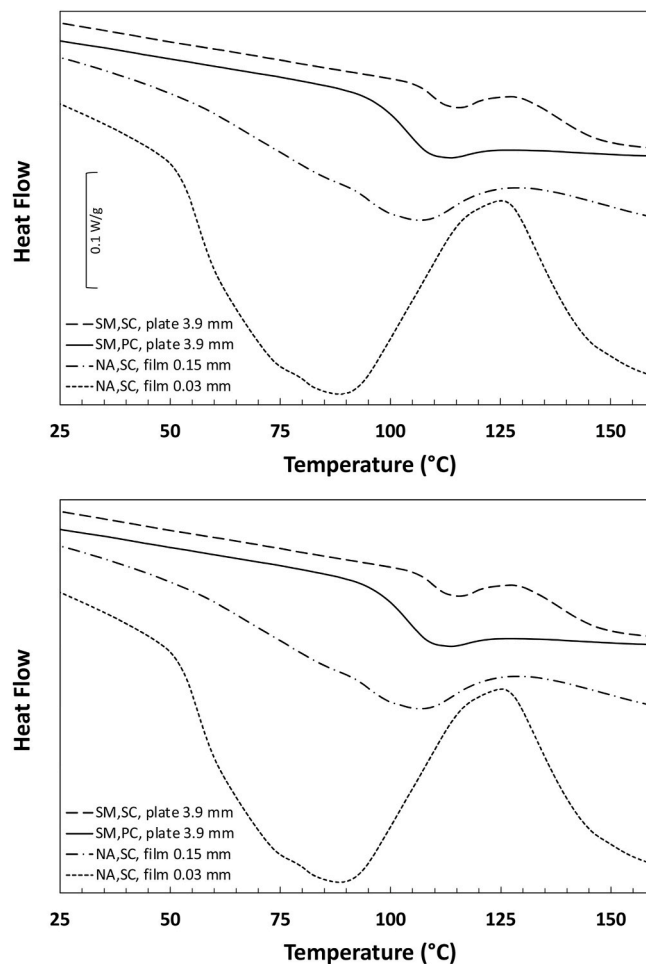 Heat Flow
0.1 W/g
SM,SC, plate 3.9 mm
SM,PC, plate 3.9 mm
NA,SC, film 0.15 mm
NA,SC, film 0.03 mm
25 50 75 100 125 150
Temperature (°C)
Heat Flow
SM,SC, plate 3.9 mm
SM,PC, plate 3.9 mm
NA,SC, film 0.15 mm
NA,SC, film 0.03 mm
25 50 75 100 125 150
Temperature (°C)